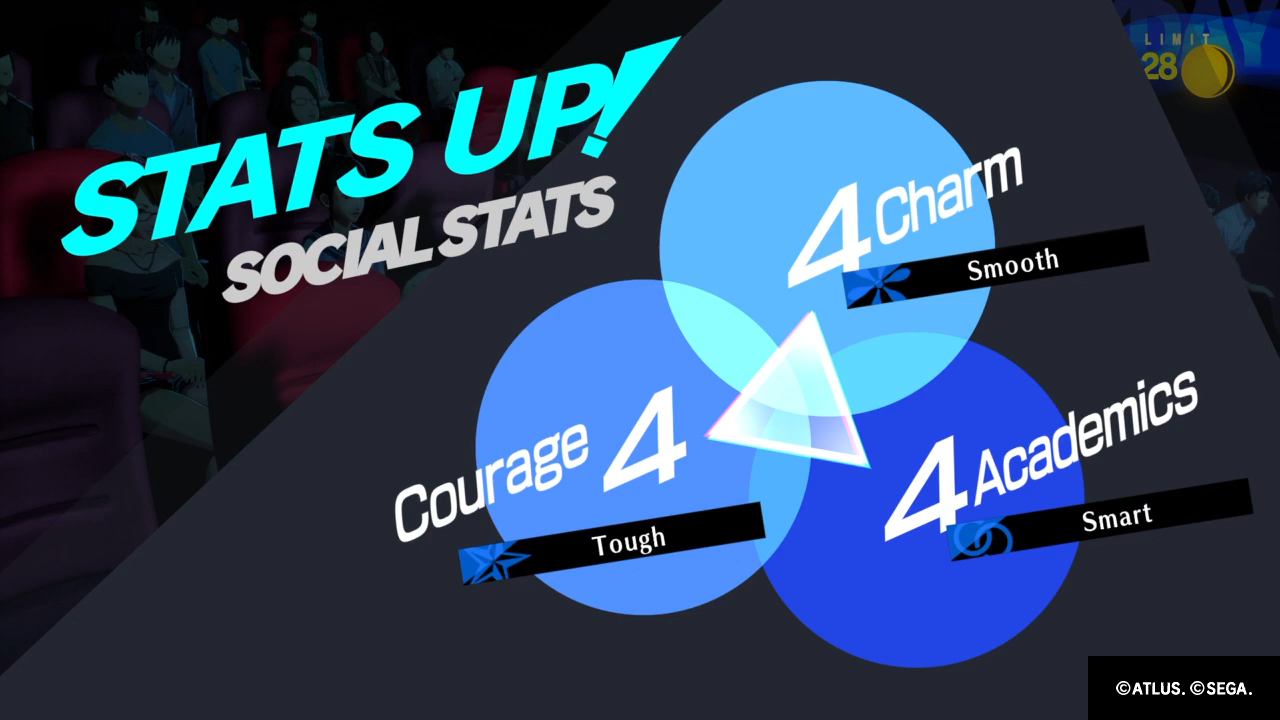 STATS UP!
SOCIAL STATS
LIMIT
28
4 Charm
Smooth
Courage 4
Tough
4 Academics
Smart
©ATLUS. ©SEGA.